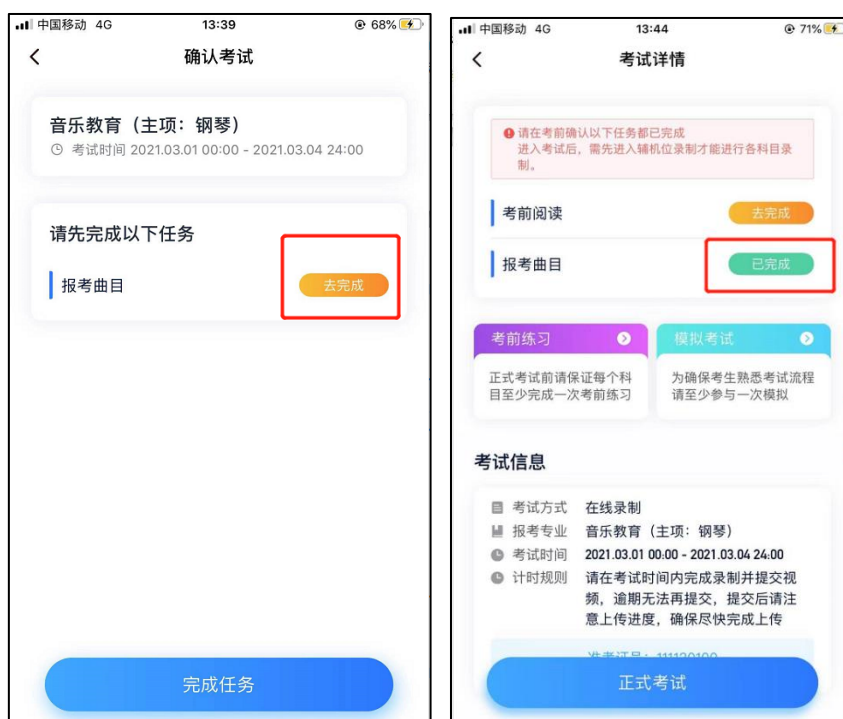 中国移动 4G 13:39 68%
确认考试
音乐教育（主项：钢琴）
考试时间 2021.03.01 00:00 - 2021.03.04 24:00
请先完成以下任务
报考曲目 去完成
完成任务
中国移动 4G 13:44 71%
考试详情
请在考前确认以下任务都已完成
进入考试后，需先进入辅机位录制才能进行各科目录
制。
考前阅读 去完成
报考曲目 已完成
考前练习
正式考试前请保证每个科
目至少完成一次考前练习
模拟考试
为确保考生熟悉考试流程
请至少参与一次模拟
考试信息
考试方式 在线录制
报考专业 音乐教育（主项：钢琴）
考试时间 2021.03.01 00:00 - 2021.03.04 24:00
计时规则 请在考试时间内完成录制并提交视
频，逾期无法再提交，提交后请注
意上传进度，确保尽快完成上传
准考证号：111120100
正式考试